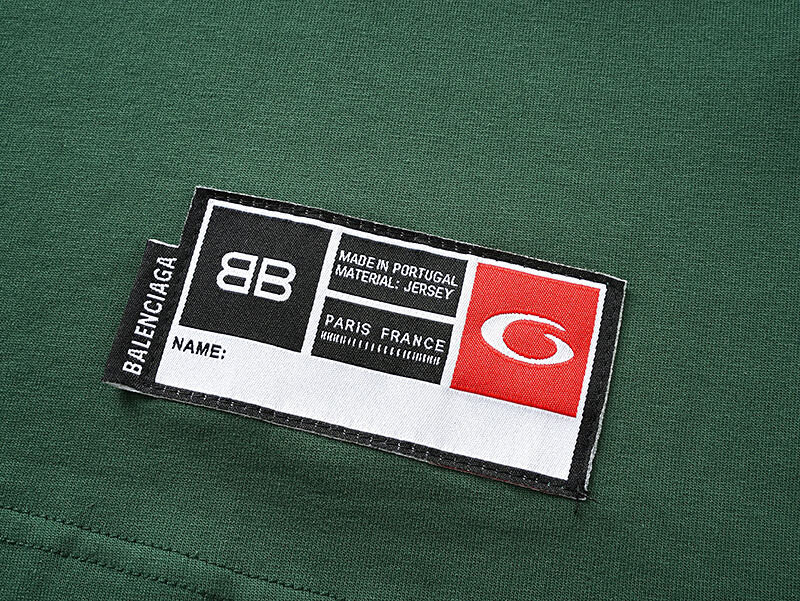 BALENCIAGA
BB
MADE IN PORTUGAL
MATERIAL: JERSEY
PARIS FRANCE
NAME: